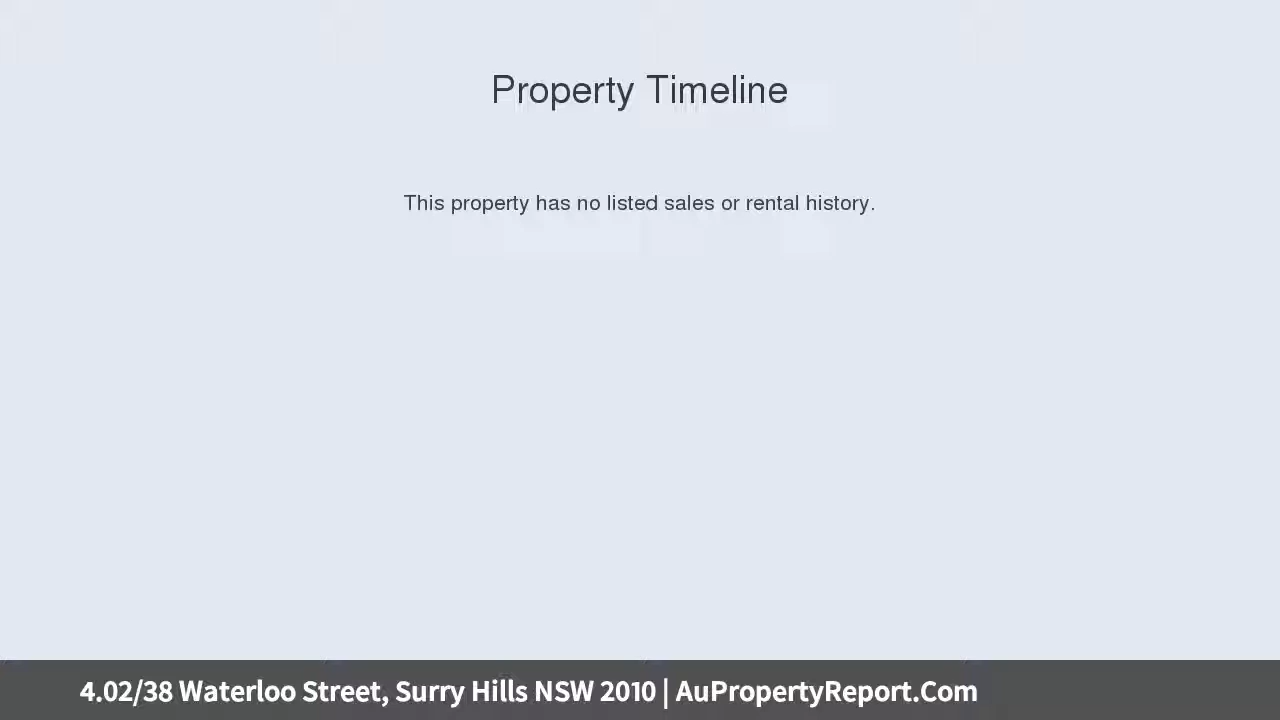 Property Timeline
This property has no listed sales or rental history.
4.02/38 Waterloo Street, Surry Hills NSW 2010 | AuPropertyReport.Com